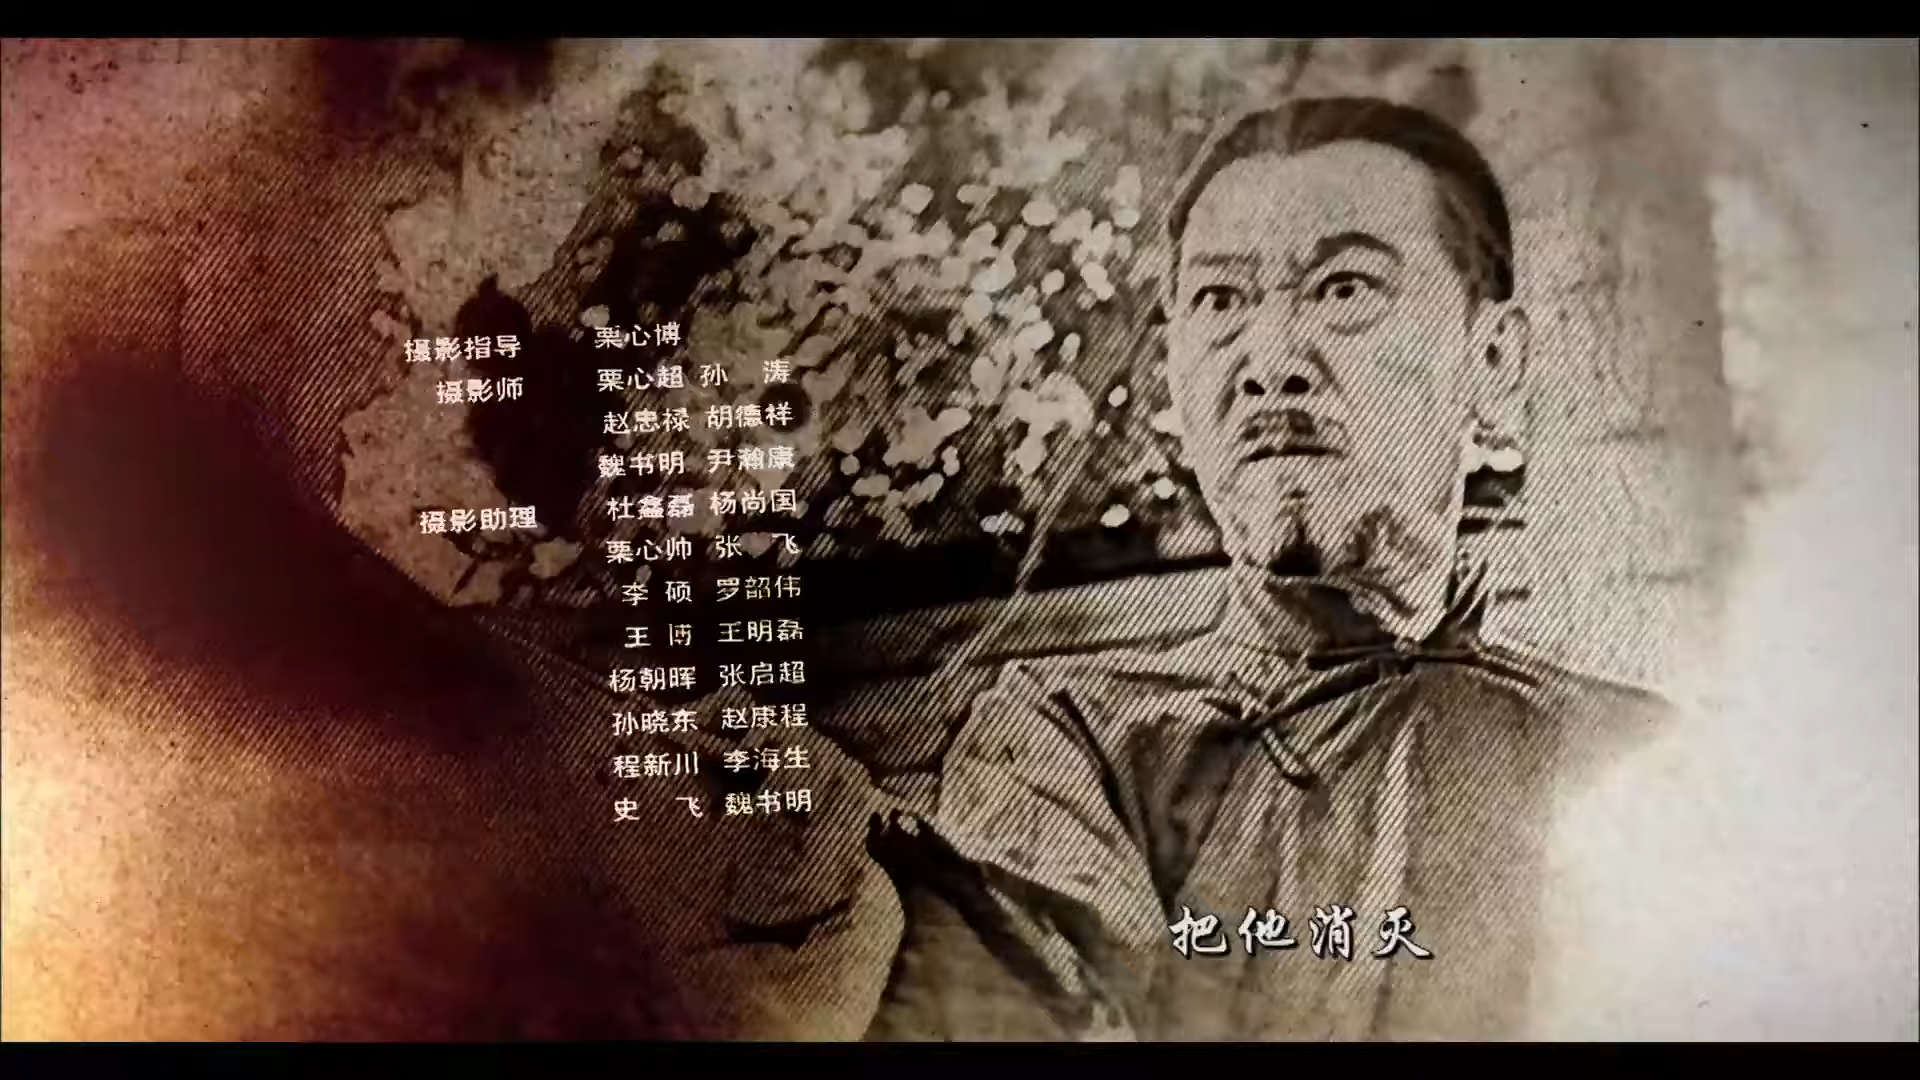 摄影指导 栗心博
摄影师 栗心超 孙 涛
赵忠禄 胡德祥
魏书明 尹瀚康
摄影助理 杜鑫磊 杨尚国
栗心帅 张 飞
李 硕 罗韶伟
王 博 王明磊
杨朝晖 张启超
孙晓东 赵康程
程新川 李海生
史 飞 魏书明
把他消灭